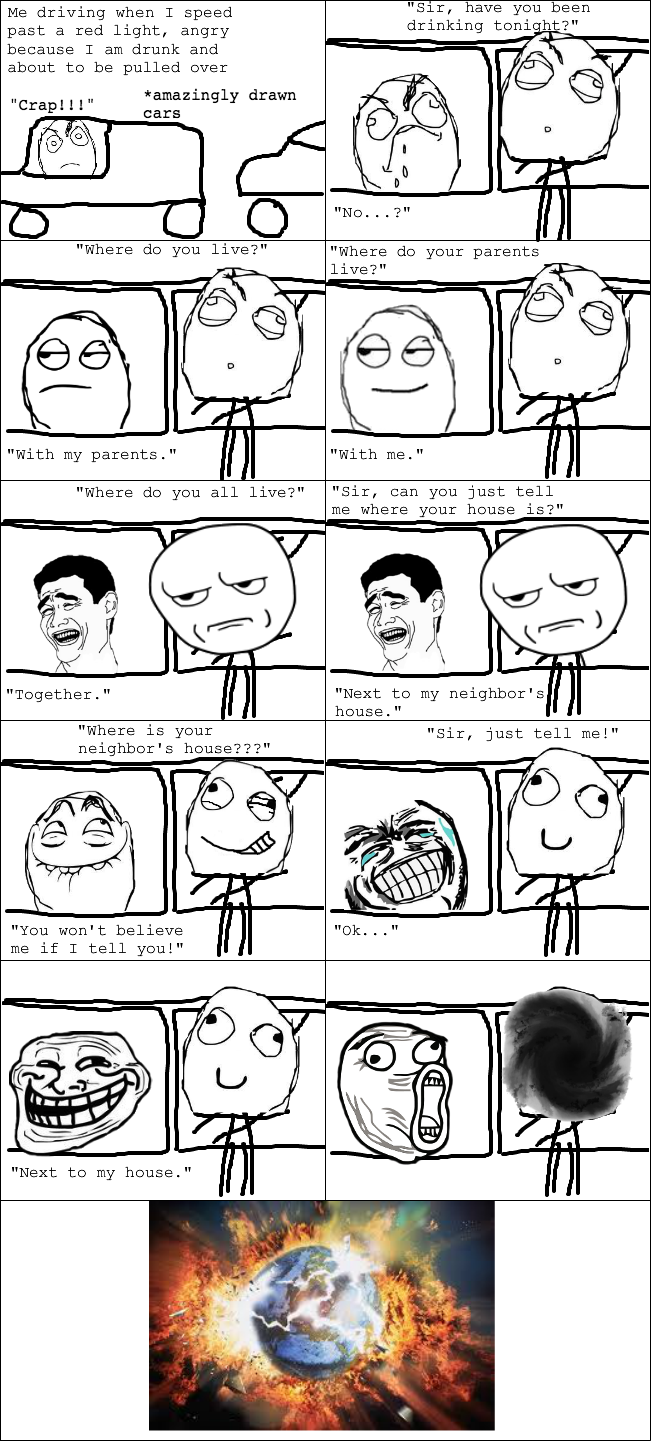 Me driving when I speed
past a red light, angry
because I am drunk and
about to be pulled over
"Crap!!!"
*amazingly drawn
cars
"Sir, have you been
drinking tonight?"
"No...?"
"Where do you live?"
"With my parents."
"Where do your parents
live?"
"With me."
"Where do you all live?"
"Together."
"Sir, can you just tell
me where your house is?"
"Next to my neighbor's
house."
"Where is your
neighbor's house???"
"You won't believe
me if I tell you!"
"Sir, just tell me!"
"Ok..."
"Next to my house."